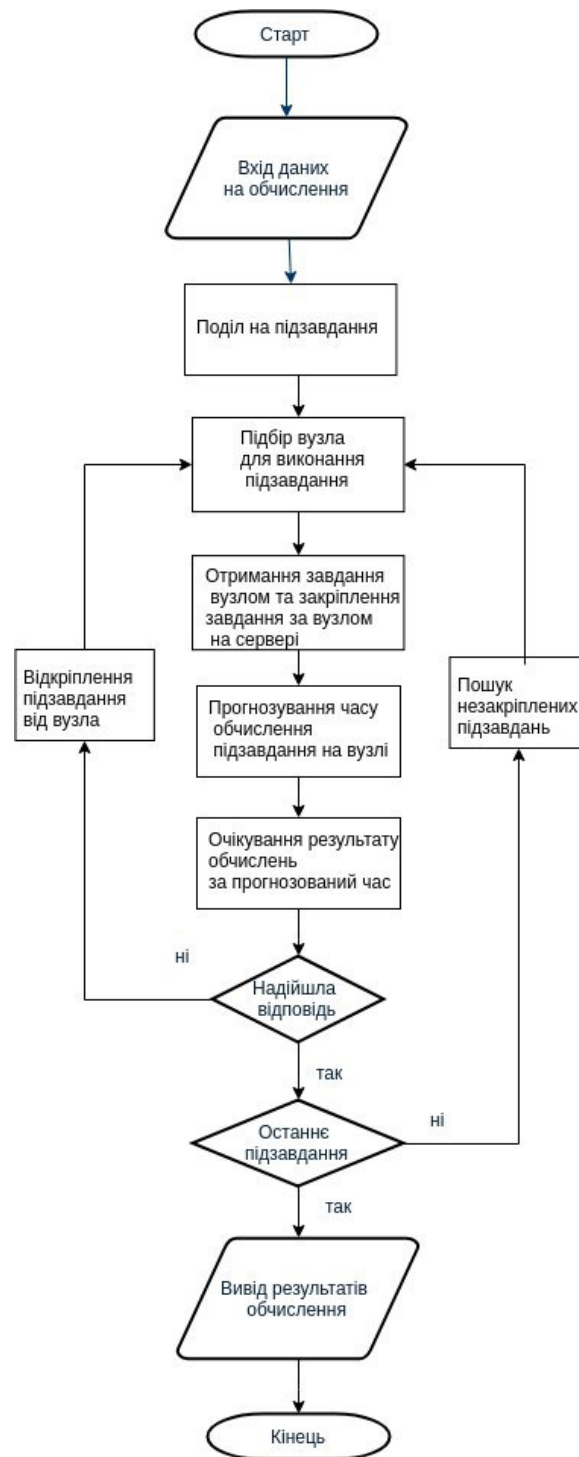 Старт
Вхід даних
на обчислення
Поділ на підзавдання
Підбір вузла
для виконання
підзавдання
Отримання завдання
вузлом та закріплення
завдання за вузлом
на сервері
Відкріплення
підзавдання
від вузла
Пошук
незакріплених
підзавдань
Прогнозування часу
обчислення
підзавдання на вузлі
Очікування результату
обчислень
за прогнозований час
ні
Надійшла
відповідь
так
Останнє
підзавдання
ні
так
Вивід результатів
обчислення
Кінець